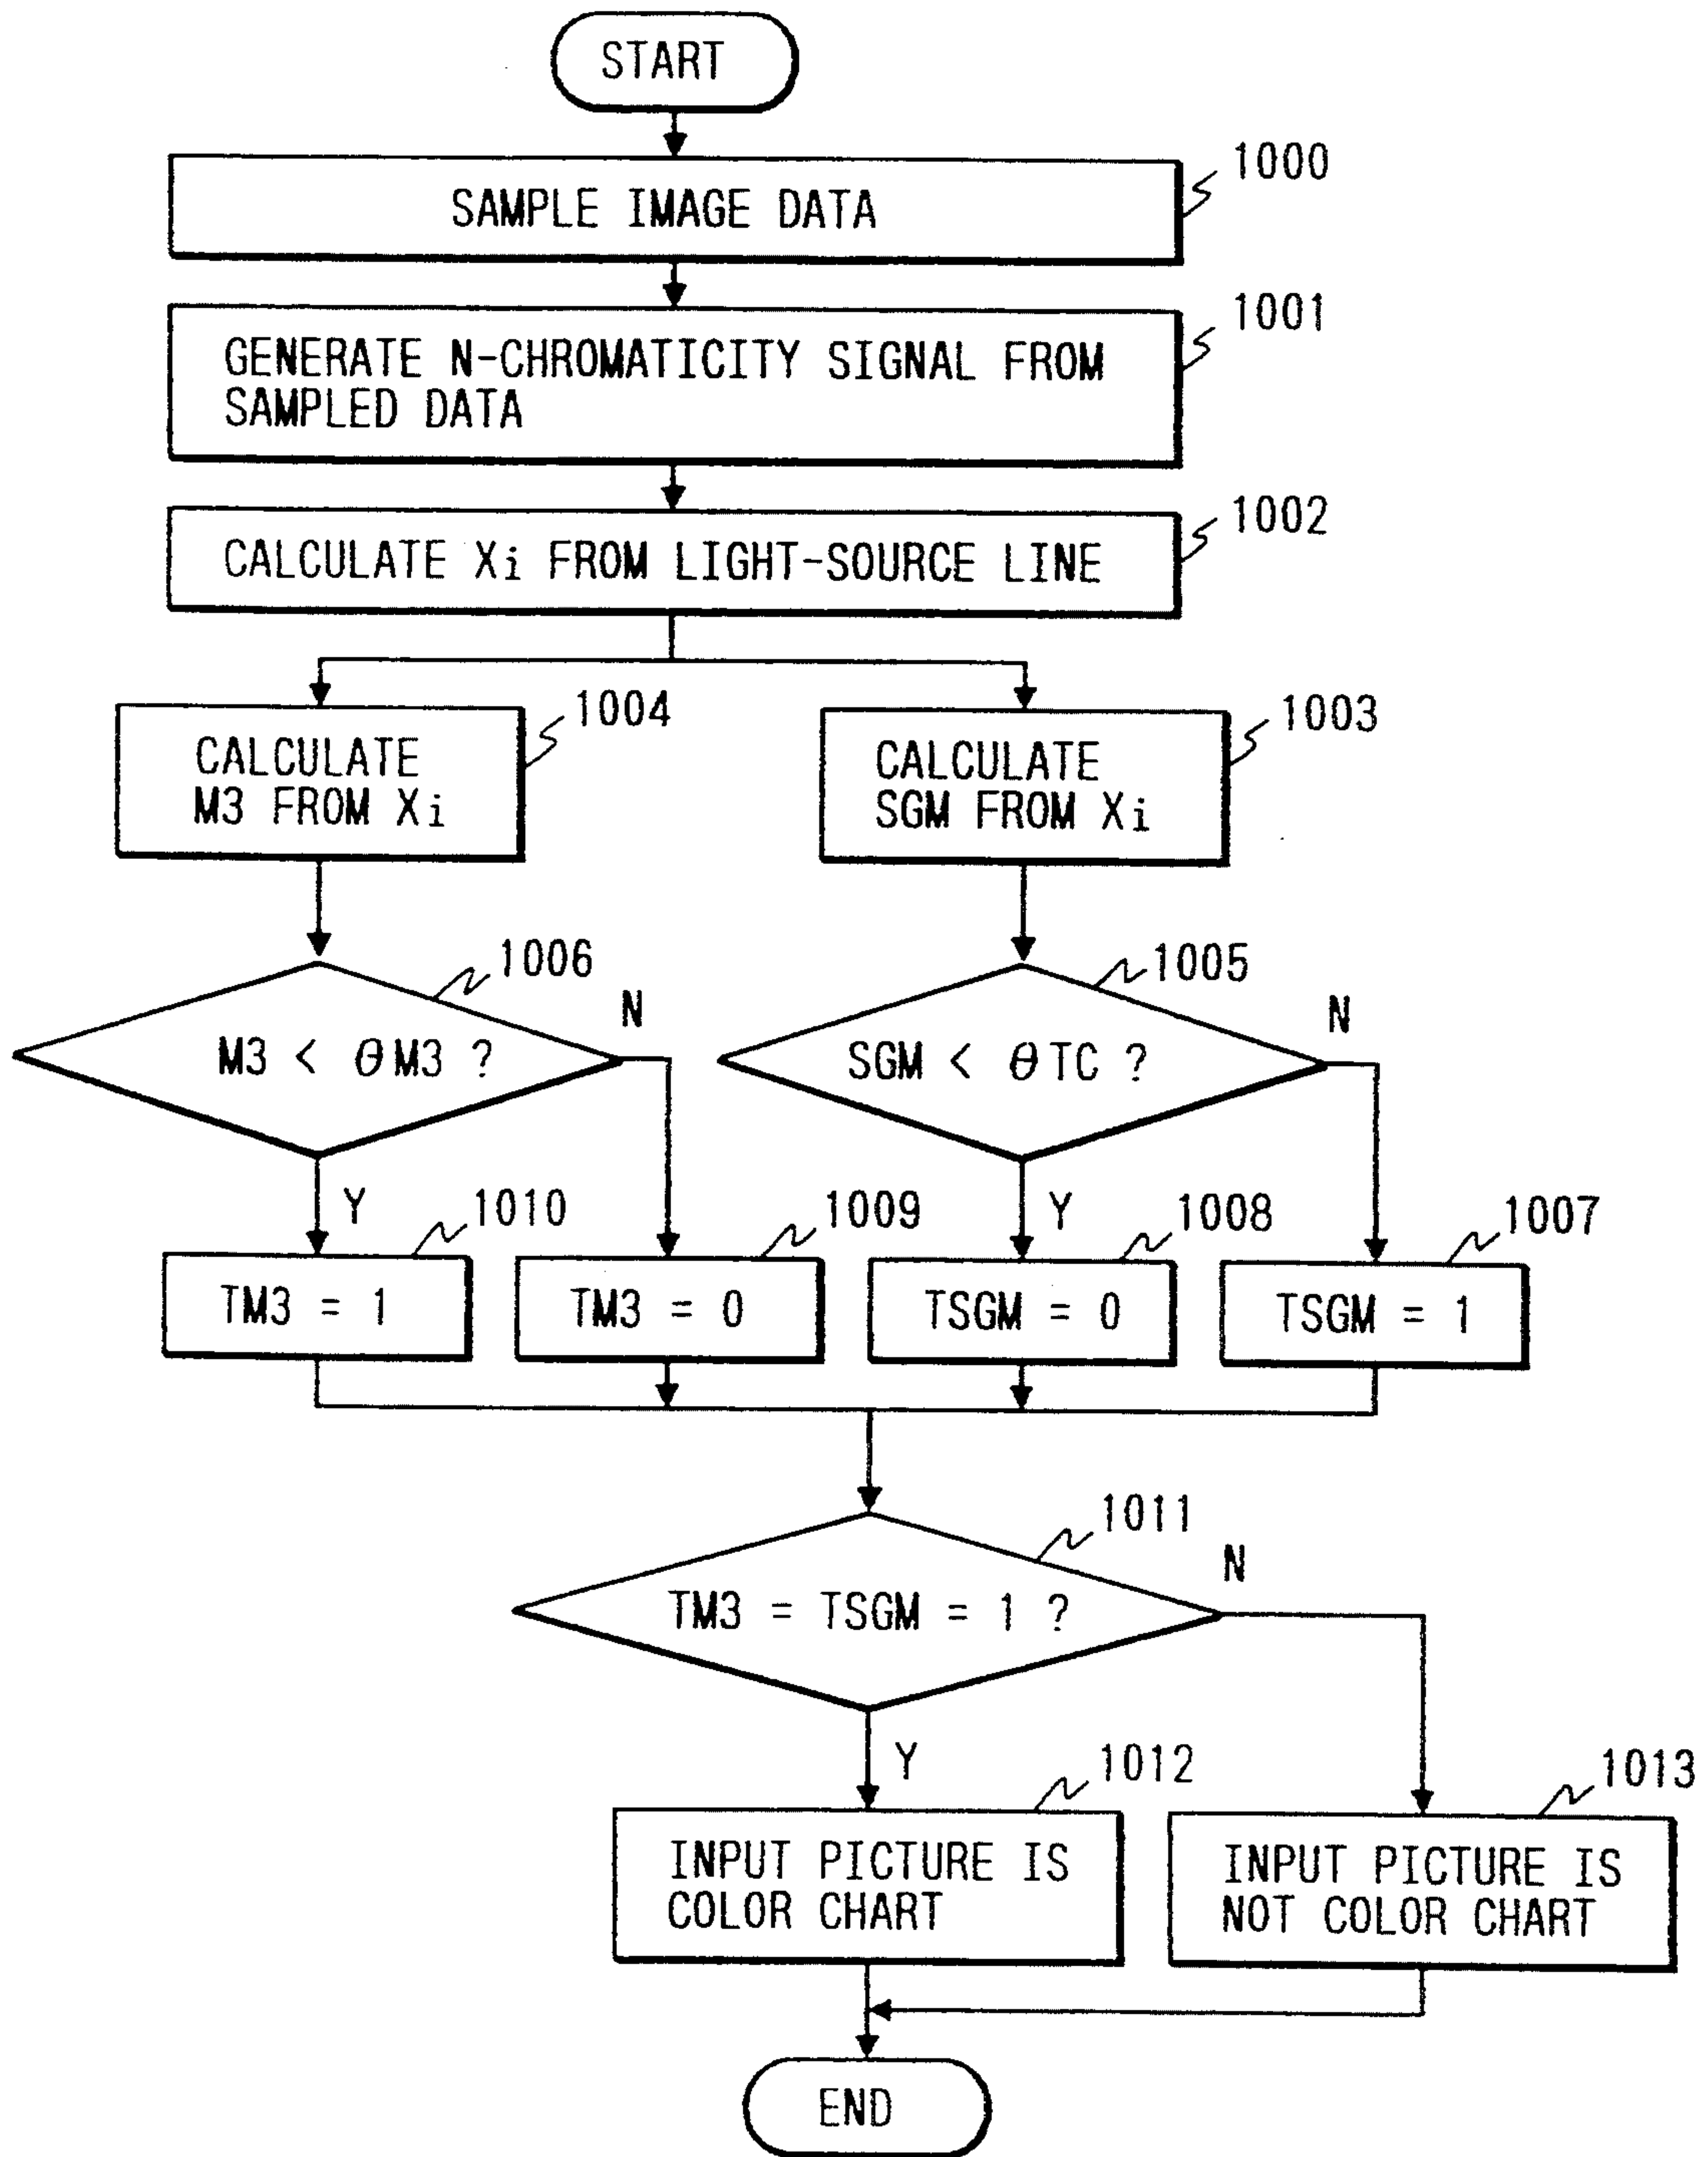 START
1000
SAMPLE IMAGE DATA
1001
GENERATE N-CHROMATICITY SIGNAL FROM
SAMPLED DATA
1002
CALCULATE Xi FROM LIGHT-SOURCE LINE
1004
CALCULATE
M3 FROM Xi
1003
CALCULATE
SGM FROM Xi
1006
M3 < θM3 ?
N
Y
1005
SGM < θTC ?
N
Y
1010
TM3 = 1
1009
TM3 = 0
1008
TSGM = 0
1007
TSGM = 1
1011
TM3 = TSGM = 1 ?
N
Y
1012
INPUT PICTURE IS
COLOR CHART
1013
INPUT PICTURE IS
NOT COLOR CHART
END